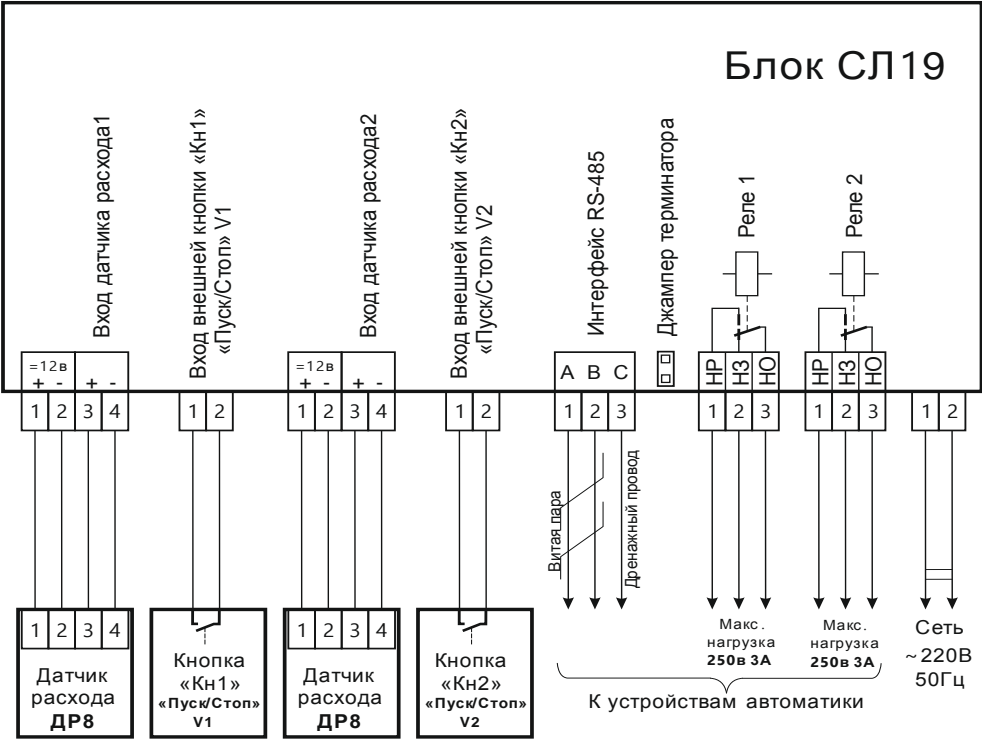 Блок СЛ19
Вход датчика расхода1
Вход внешней кнопки «Кн1»
«Пуск/Стоп» V1
Вход датчика расхода2
Вход внешней кнопки «Кн2»
«Пуск/Стоп» V2
Интерфейс RS-485
Джампер терминатора
Реле 1
Реле 2
=12в
+ - + -
=12в
+ - + -
А В С
НР НЗ НО
НР НЗ НО
1 2 3 4
1 2
1 2 3 4
1 2
1 2 3
1 2 3
1 2 3
1 2
Витая пара
Дренажный провод
1 2 3 4
Датчик
расхода
ДР8
Кнопка
«Кн1»
«Пуск/Стоп»
V1
1 2 3 4
Датчик
расхода
ДР8
Кнопка
«Кн2»
«Пуск/Стоп»
V2
Макс.
нагрузка
250в 3А
Макс.
нагрузка
250в 3А
К устройствам автоматики
Сеть
~220В
50Гц